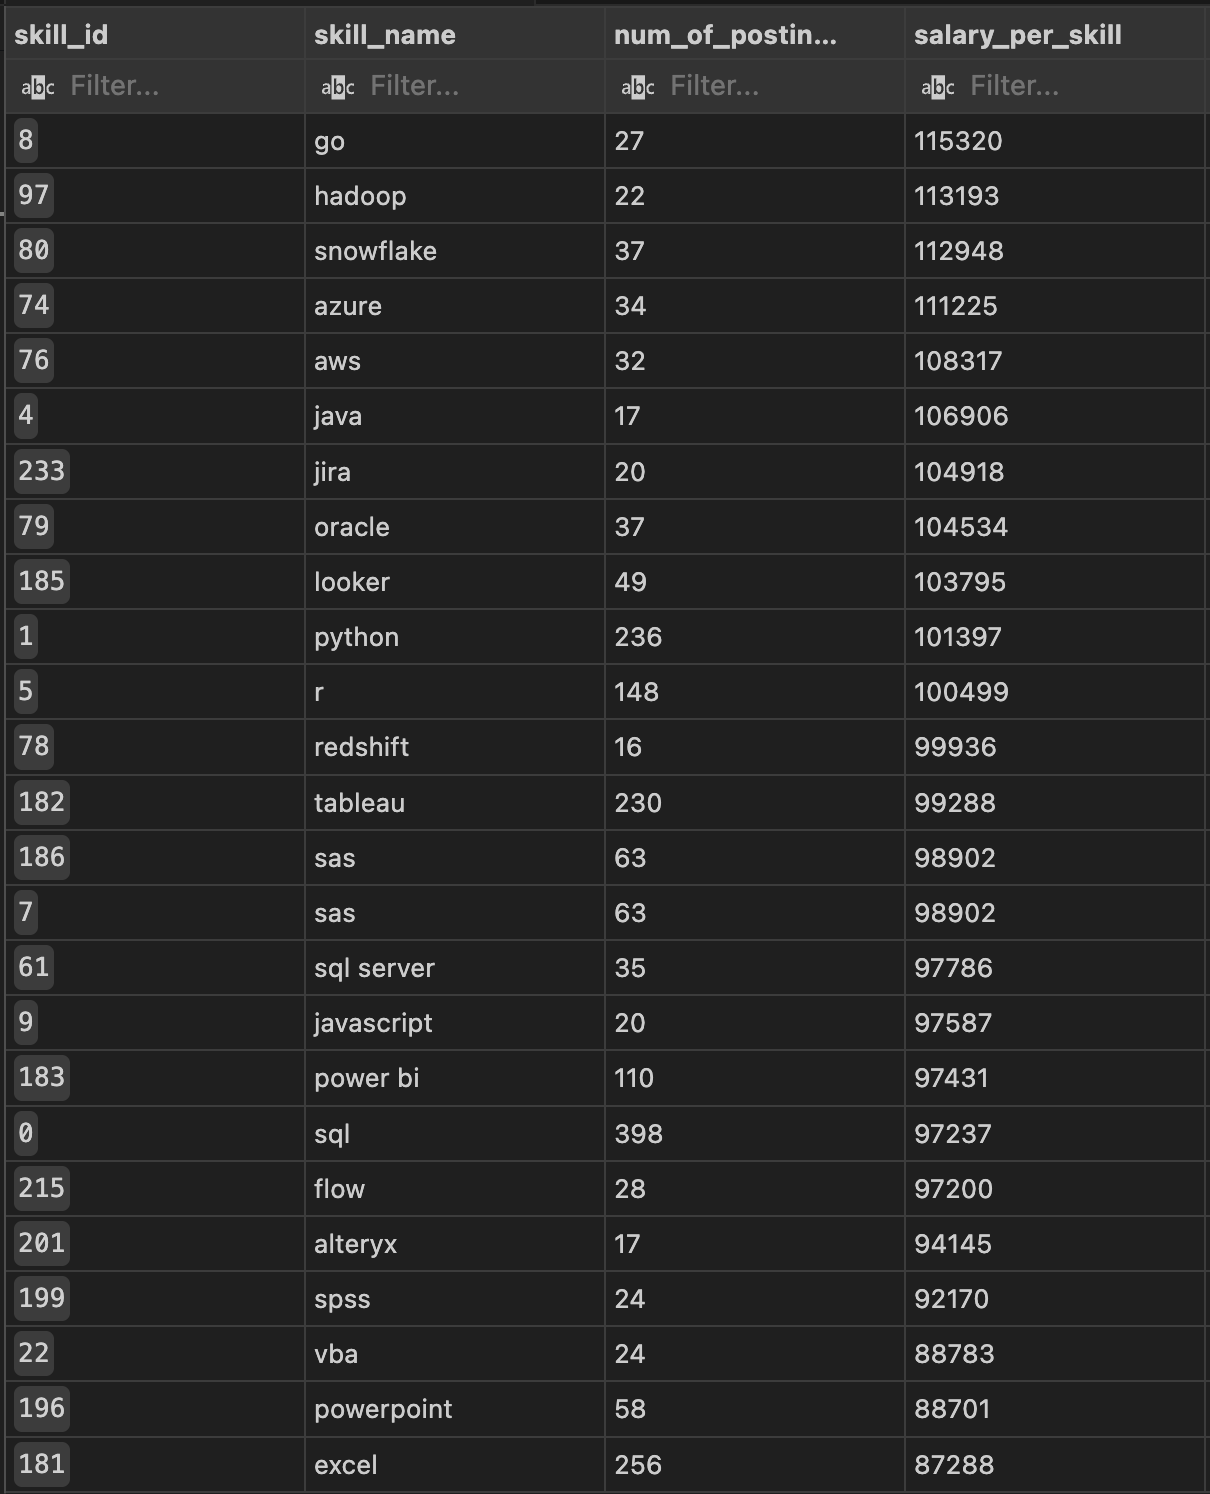 skill_id skill_name num_of_postin... salary_per_skill
abc Filter... abc Filter... abc Filter... abc Filter...
8 go 27 115320
97 hadoop 22 113193
80 snowflake 37 112948
74 azure 34 111225
76 aws 32 108317
4 java 17 106906
233 jira 20 104918
79 oracle 37 104534
185 looker 49 103795
1 python 236 101397
5 r 148 100499
78 redshift 16 99936
182 tableau 230 99288
186 sas 63 98902
7 sas 63 98902
61 sql server 35 97786
9 javascript 20 97587
183 power bi 110 97431
0 sql 398 97237
215 flow 28 97200
201 alteryx 17 94145
199 spss 24 92170
22 vba 24 88783
196 powerpoint 58 88701
181 excel 256 87288